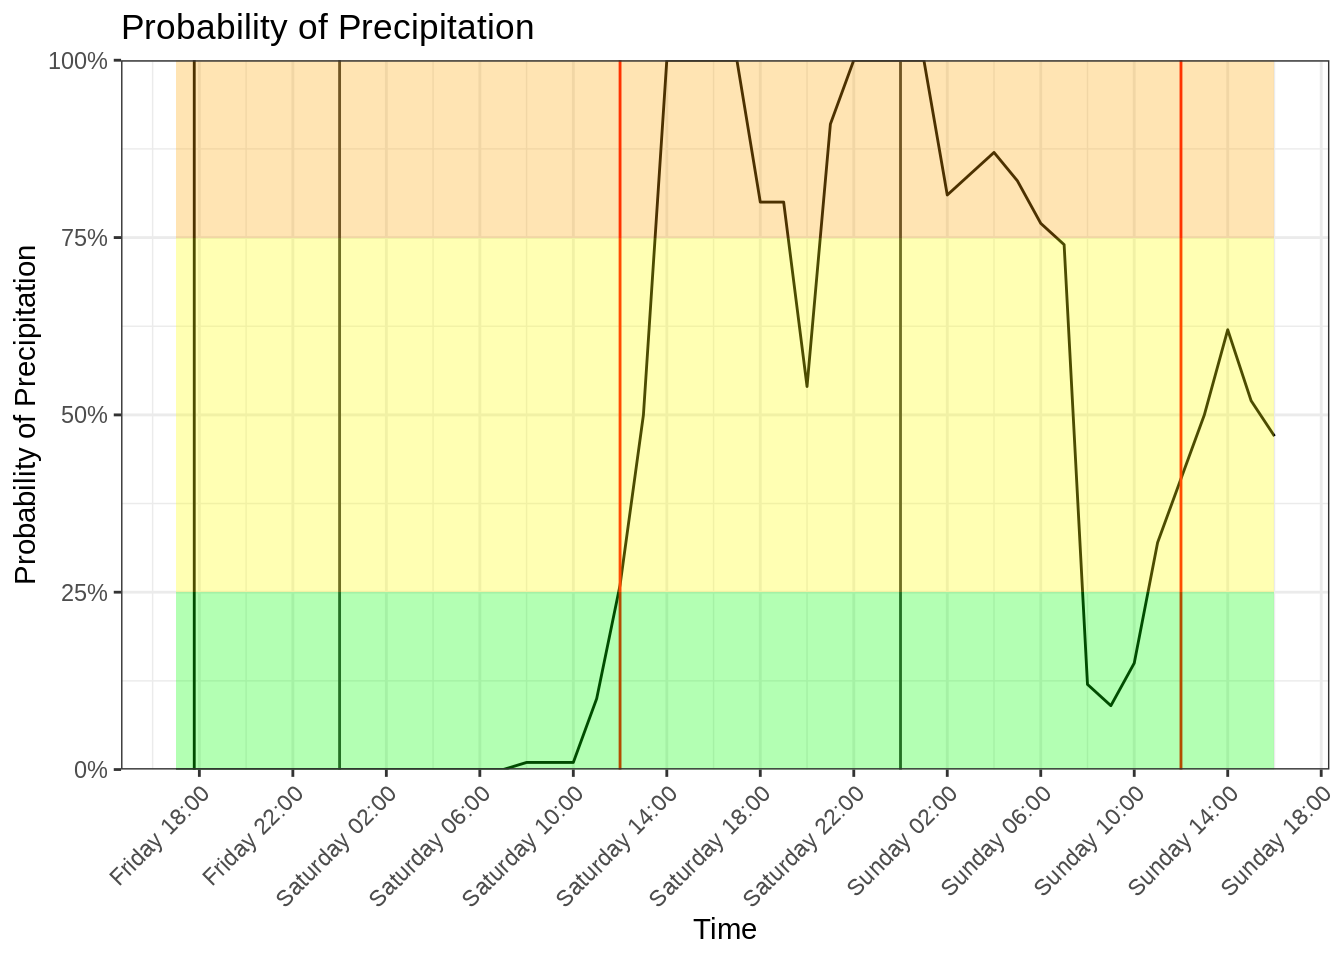 Probability of Precipitation
Probability of Precipitation
100%
75%
50%
25%
0%
Friday 18:00
Friday 22:00
Saturday 02:00
Saturday 06:00
Saturday 10:00
Saturday 14:00
Saturday 18:00
Saturday 22:00
Sunday 02:00
Sunday 06:00
Sunday 10:00
Sunday 14:00
Sunday 18:00
Time